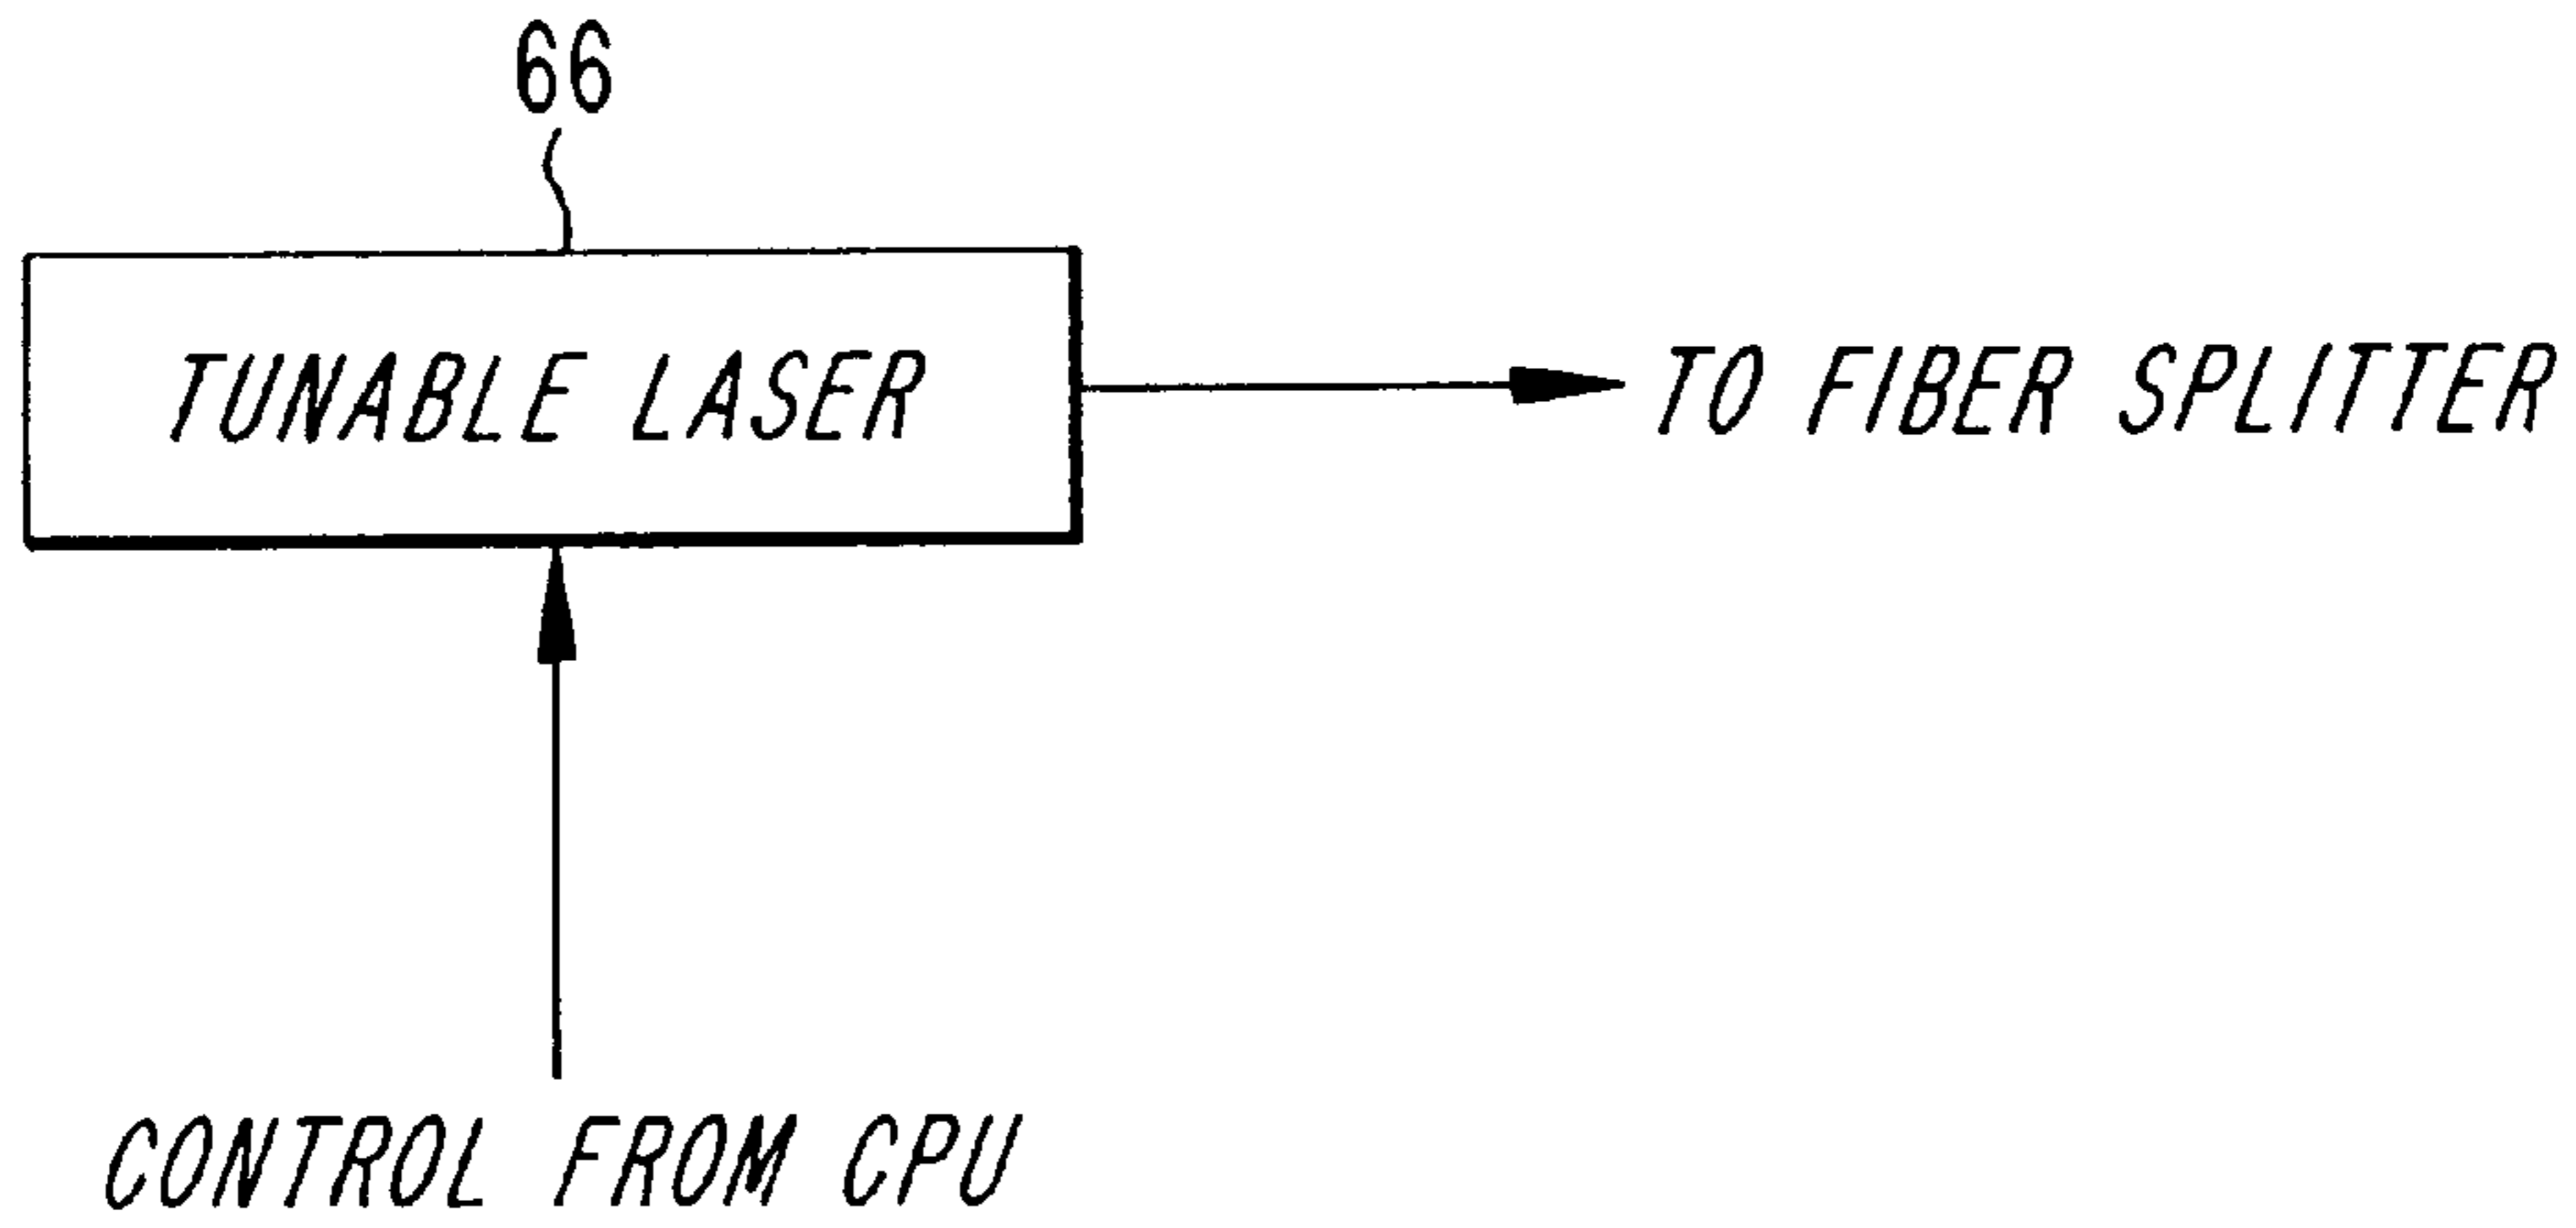 66
TUNABLE LASER
TO FIBER SPLITTER
CONTROL FROM CPU